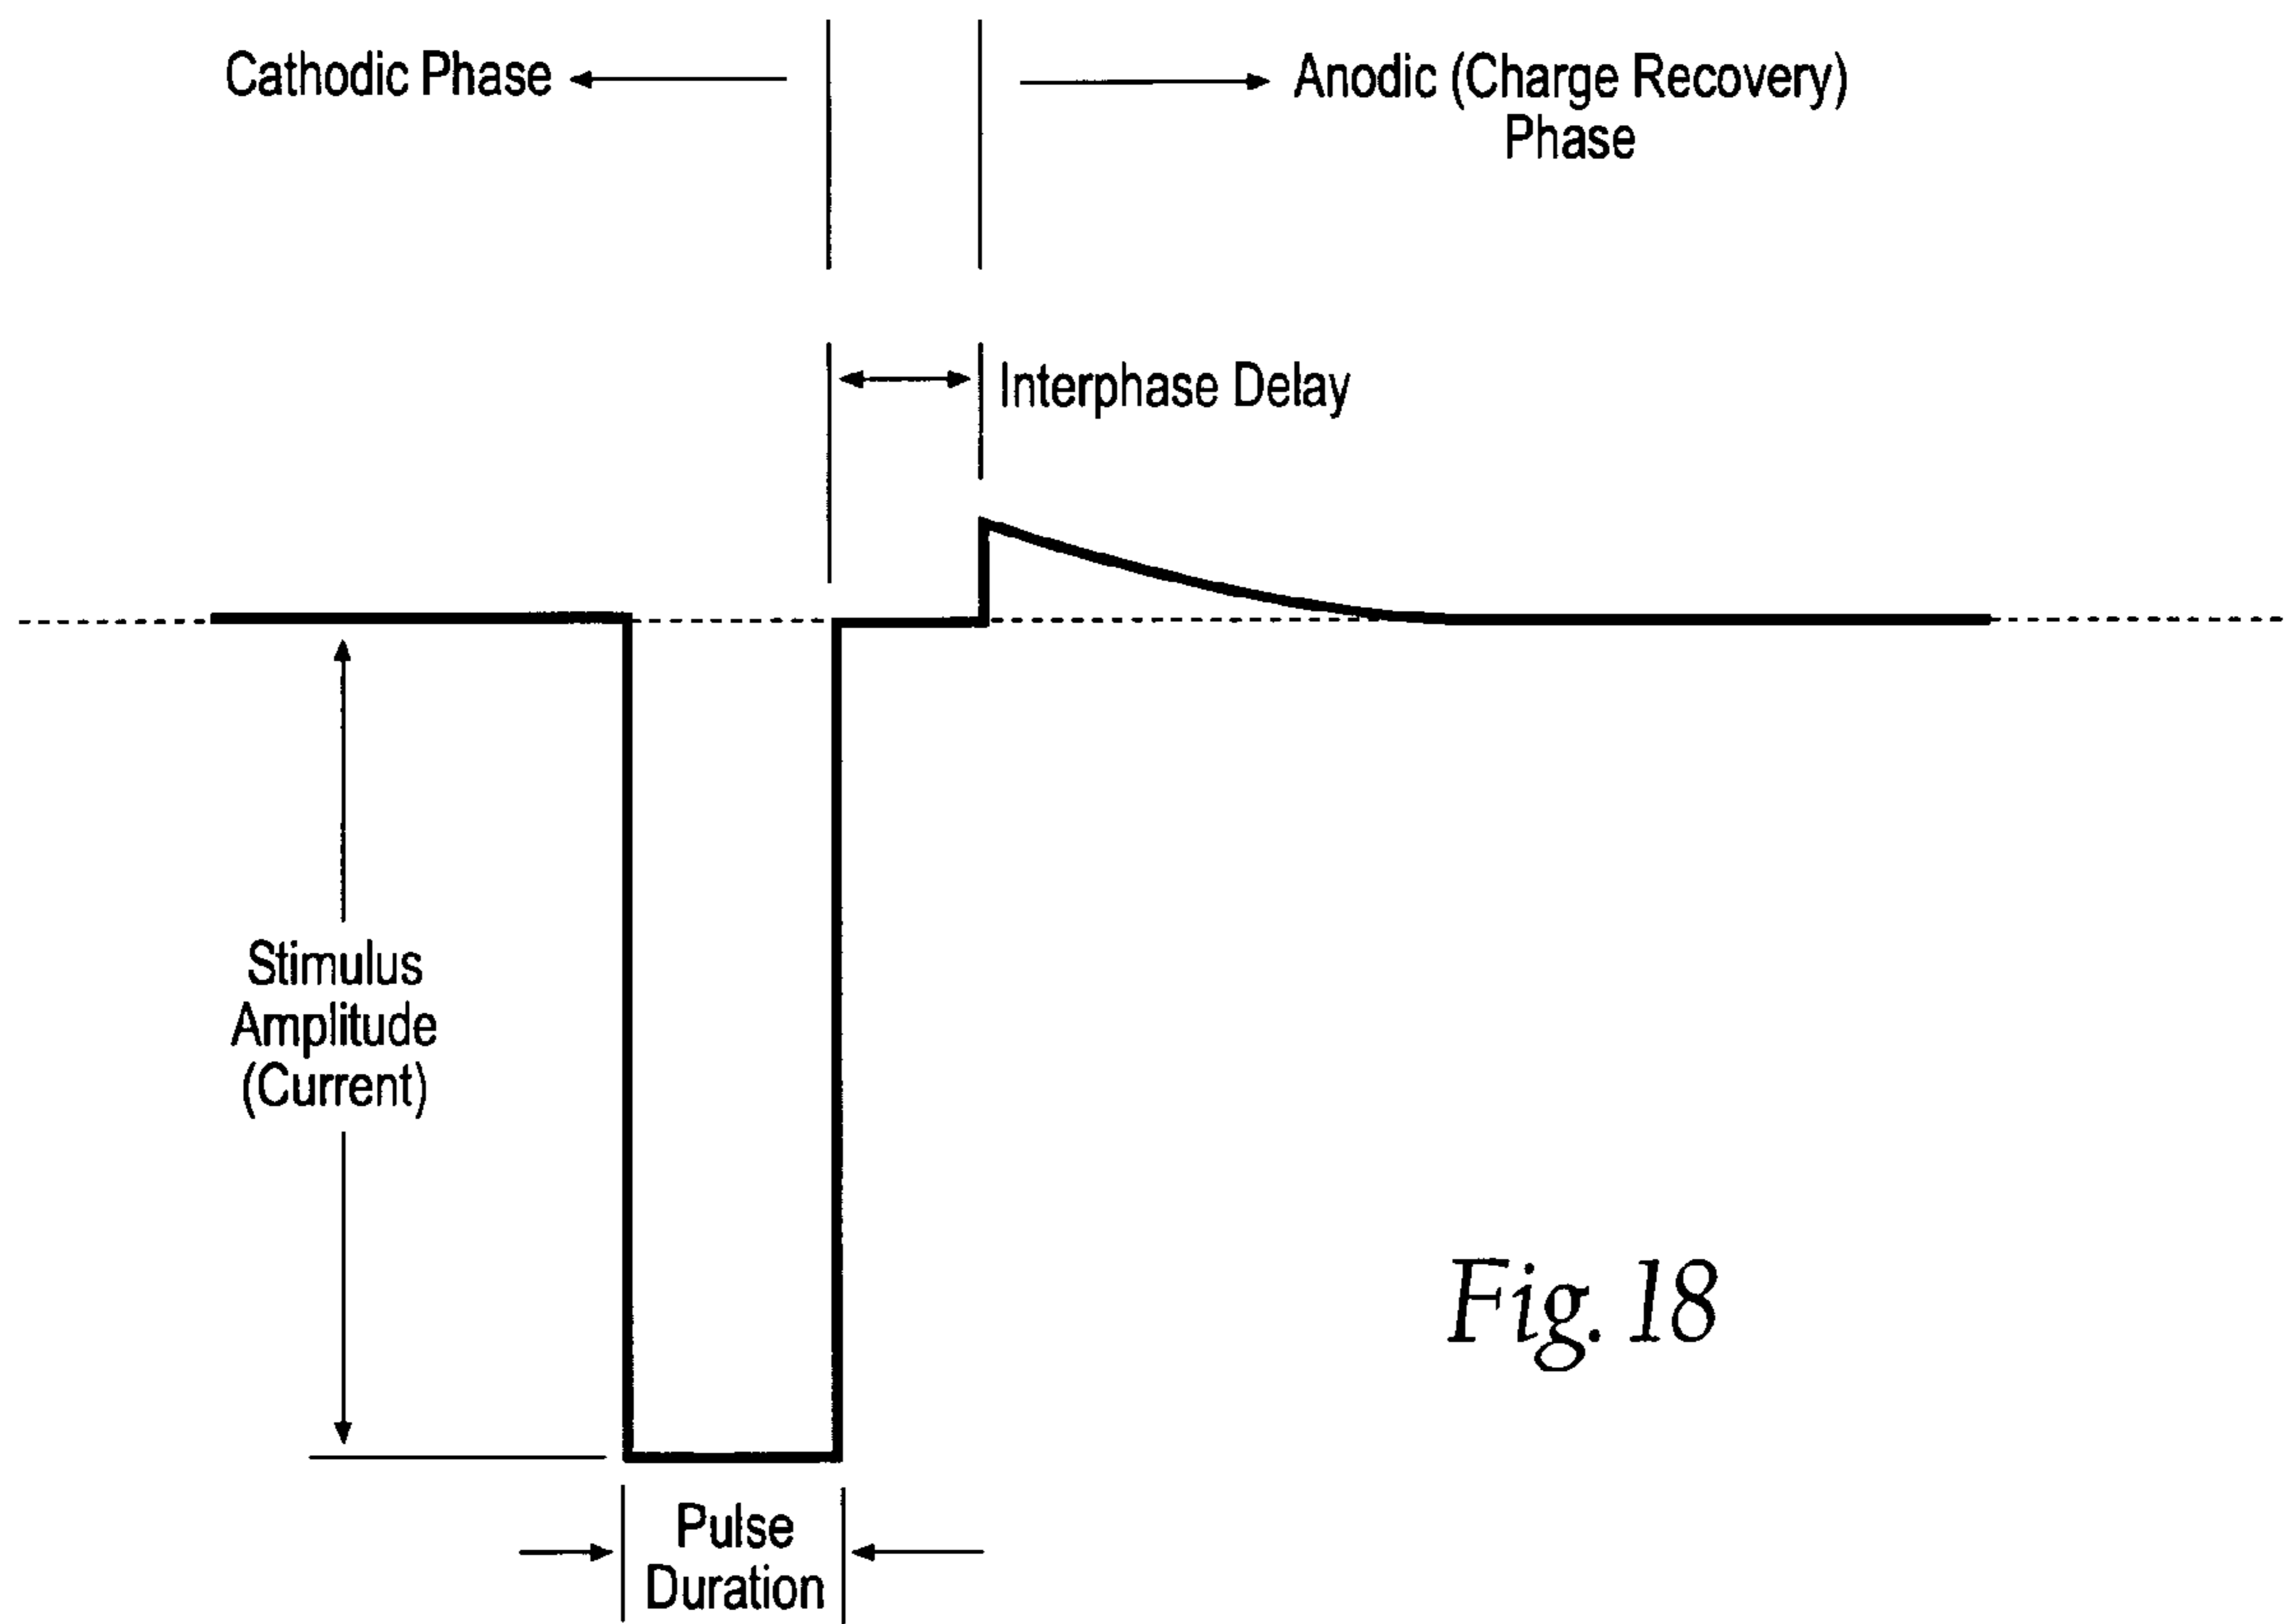 Cathodic Phase
Anodic (Charge Recovery)
Phase
Interphase Delay
Stimulus
Amplitude
(Current)
Pulse
Duration
Fig. 18